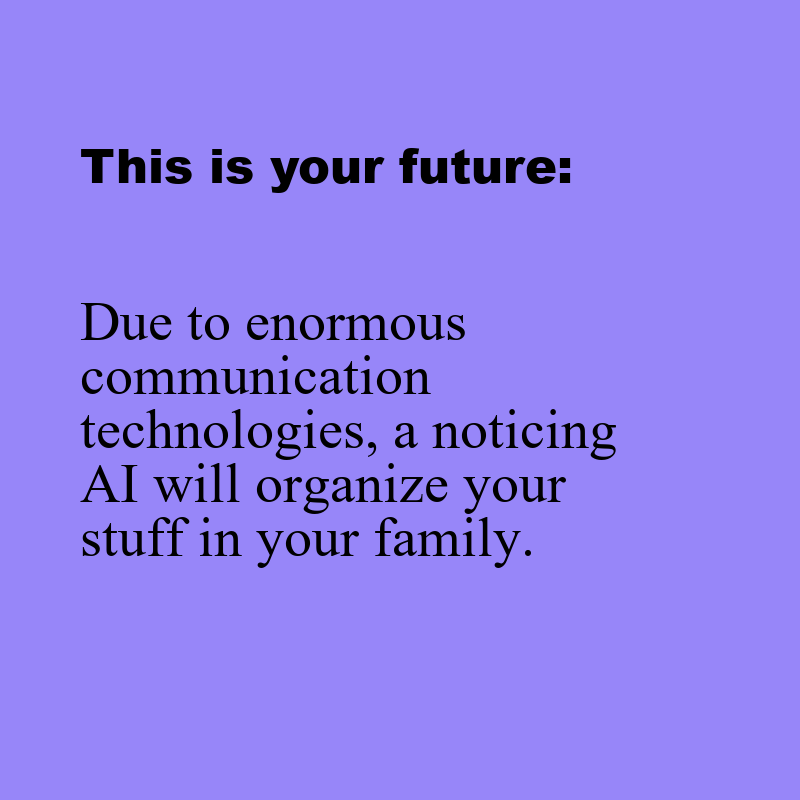 This is your future:
Due to enormous
communication
technologies, a noticing
AI will organize your
stuff in your family.